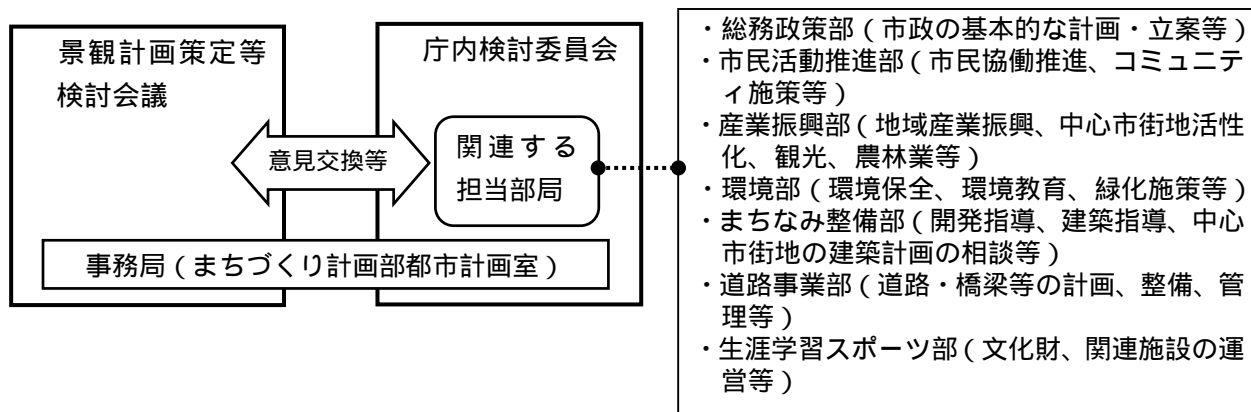 景観計画策定等
検討会議
庁内検討委員会
意見交換等
関連する
担当部局
事務局（まちづくり計画部都市計画室）
・総務政策部（市政の基本的な計画・立案等）
・市民活動推進部（市民協働推進、コミュニテ
ィ施策等）
・産業振興部（地域産業振興、中心市街地活性
化、観光、農林業等）
・環境部（環境保全、環境教育、緑化施策等）
・まちなみ整備部（開発指導、建築指導、中心
市街地の建築計画の相談等）
・道路事業部（道路・橋梁等の計画、整備、管
理等）
・生涯学習スポーツ部（文化財、関連施設の運
営等）